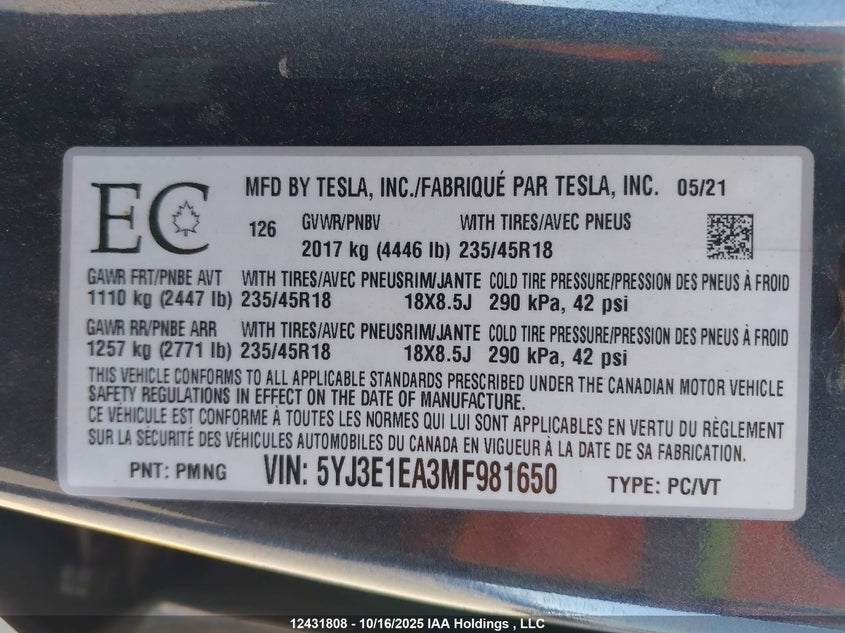 EC
MFD BY TESLA, INC./FABRIQUÉ PAR TESLA, INC. 05/21
126 GVWR/PNBV WITH TIRES/AVEC PNEUS
2017 kg (4446 lb) 235/45R18
GAWR FRT/PNBE AVT WITH TIRES/AVEC PNEUS RIM/JANTE COLD TIRE PRESSURE/PRESSION DES PNEUS À FROID
1110 kg (2447 lb) 235/45R18 18X8.5J 290 kPa, 42 psi
GAWR RR/PNBE ARR WITH TIRES/AVEC PNEUS RIM/JANTE COLD TIRE PRESSURE/PRESSION DES PNEUS À FROID
1257 kg (2771 lb) 235/45R18 18X8.5J 290 kPa, 42 psi
THIS VEHICLE CONFORMS TO ALL APPLICABLE STANDARDS PRESCRIBED UNDER THE CANADIAN MOTOR VEHICLE
SAFETY REGULATIONS IN EFFECT ON THE DATE OF MANUFACTURE.
CE VÉHICULE EST CONFORME À TOUTES LES NORMES QUI LUI SONT APPLICABLES EN VERTU DU RÈGLEMENT
SUR LA SÉCURITÉ DES VÉHICULES AUTOMOBILES DU CANADA EN VIGUEUR À LA DATE DE SA FABRICATION.
PNT: PMNG VIN: 5YJ3E1EA3MF981650 TYPE: PC/VT
12431808 - 10/16/2025 IAA Holdings , LLC